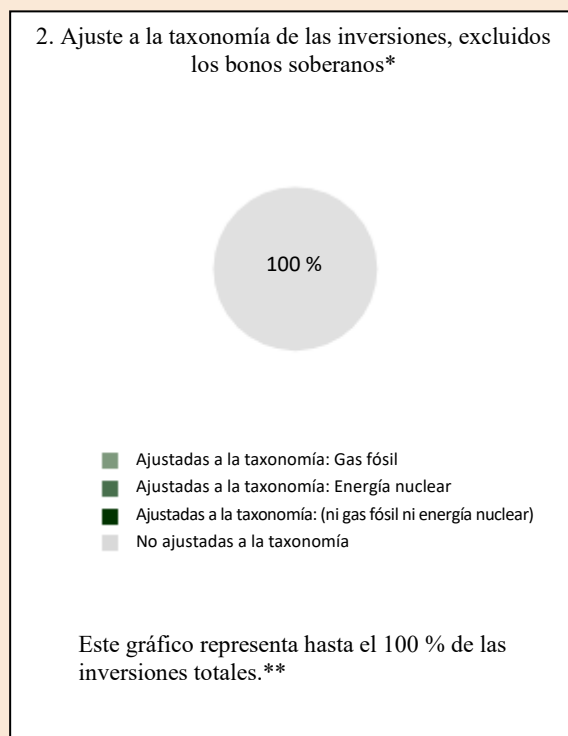 2. Ajuste a la taxonomía de las inversiones, excluidos
los bonos soberanos*
100 %
Ajustadas a la taxonomía: Gas fósil
Ajustadas a la taxonomía: Energía nuclear
Ajustadas a la taxonomía: (ni gas fósil ni energía nuclear)
No ajustadas a la taxonomía
Este gráfico representa hasta el 100 % de las
inversiones totales.**